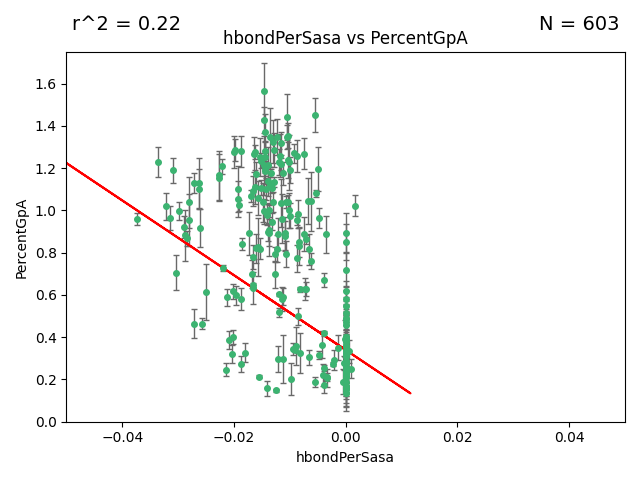 r^2 = 0.22
N = 603
hbondPerSasa vs PercentGpA
1.6
1.4
1.2
1.0
0.8
0.6
0.4
0.2
0.0
PercentGpA
−0.04
−0.02
0.00
0.02
0.04
hbondPerSasa